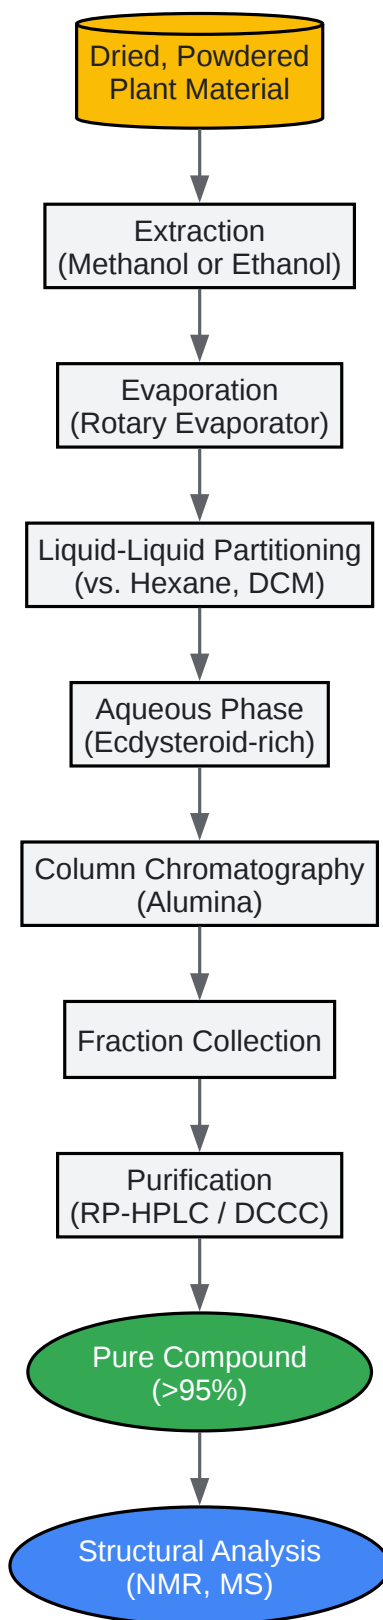 Dried, Powdered
Plant Material
Extraction
(Methanol or Ethanol)
Evaporation
(Rotary Evaporator)
Liquid-Liquid Partitioning
(vs. Hexane, DCM)
Aqueous Phase
(Ecdysteroid-rich)
Column Chromatography
(Alumina)
Fraction Collection
Purification
(RP-HPLC / DCCC)
Pure Compound
(>95%)
Structural Analysis
(NMR, MS)